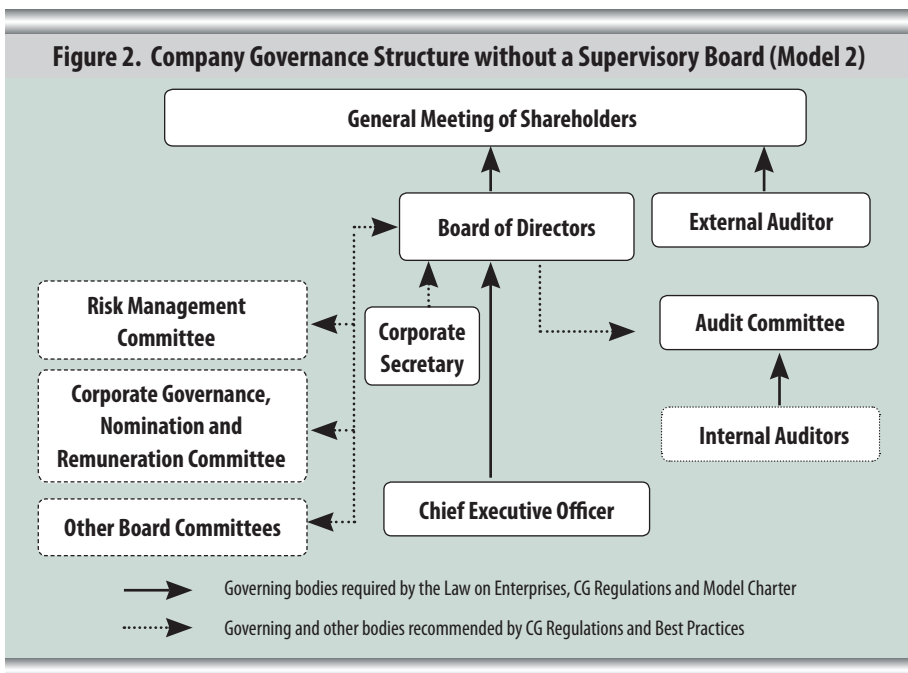 Figure 2. Company Governance Structure without a Supervisory Board (Model 2)
General Meeting of Shareholders
Board of Directors
External Auditor
Risk Management
Committee
Corporate
Secretary
Audit Committee
Corporate Governance,
Nomination and
Remuneration Committee
Internal Auditors
Other Board Committees
Chief Executive Officer
Governing bodies required by the Law on Enterprises, CG Regulations and Model Charter
Governing and other bodies recommended by CG Regulations and Best Practices